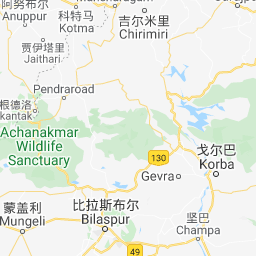 阿努布尔
Anuppur
科特马
Kotma
吉尔米里
Chirimiri
贾伊塔里
Jaithari
Pendraroad
根德洛
kantak
Achanakmar
Wildlife
Sanctuary
戈尔巴
Korba
130
Gevra
蒙盖利
Mungeli
比拉斯布尔
Bilaspur
坚巴
Champa
49